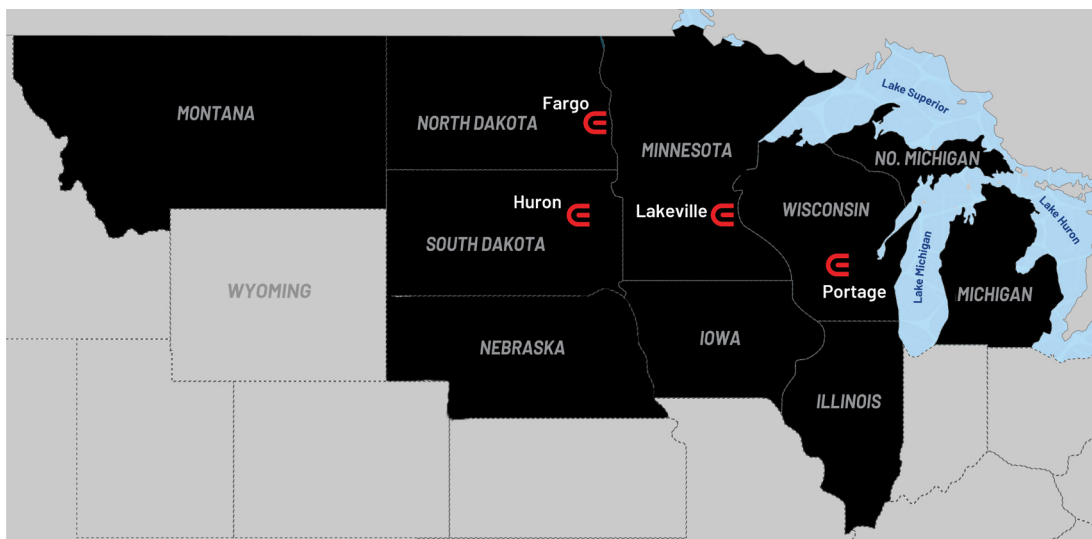 Lake Superior
Fargo
MONTANA
NORTH DAKOTA
MINNESOTA
NO. MICHIGAN
Huron
Lakeville
WISCONSIN
Lake Huron
SOUTH DAKOTA
Lake Michigan
WYOMING
Portage
MICHIGAN
NEBRASKA
IOWA
ILLINOIS